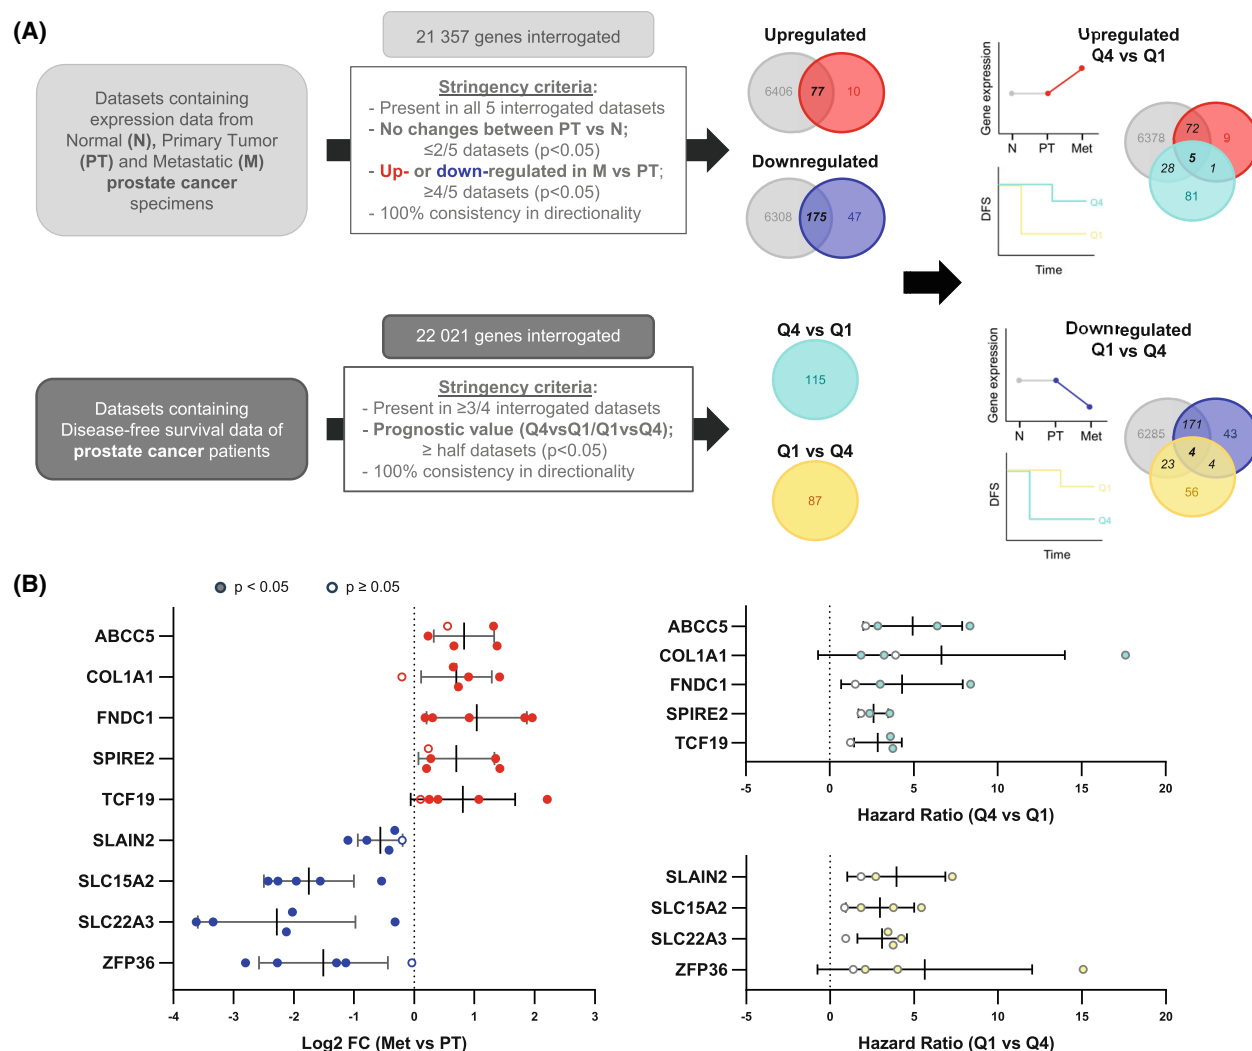 (A)
21 357 genes interrogated
Datasets containing
expression data from
Normal (N), Primary Tumor
(PT) and Metastatic (M)
prostate cancer
specimens
Stringency criteria:
- Present in all 5 interrogated datasets
- No changes between PT vs N;
≤2/5 datasets (p<0.05)
- Up- or down-regulated in M vs PT;
≥4/5 datasets (p<0.05)
- 100% consistency in directionality
Upregulated
6406 77 10
Downregulated
6308 175 47
Upregulated
Q4 vs Q1
Gene expression
N PT Met
DFS
Q4
Q1
Time
6378 72 9
5
28 1
81
22 021 genes interrogated
Datasets containing
Disease-free survival data of
prostate cancer patients
Stringency criteria:
- Present in ≥3/4 interrogated datasets
- Prognostic value (Q4vsQ1/Q1vsQ4);
≥ half datasets (p<0.05)
- 100% consistency in directionality
Q4 vs Q1
115
Q1 vs Q4
87
Downregulated
Q1 vs Q4
Gene expression
N PT Met
DFS
Q1
Q4
Time
6285 171 43
4
23 4
56
(B)
p < 0.05 p ≥ 0.05
ABCC5
COL1A1
FNDC1
SPIRE2
TCF19
SLAIN2
SLC15A2
SLC22A3
ZFP36
-4 -3 -2 -1 0 1 2 3
Log2 FC (Met vs PT)
ABCC5
COL1A1
FNDC1
SPIRE2
TCF19
-5 0 5 10 15 20
Hazard Ratio (Q4 vs Q1)
SLAIN2
SLC15A2
SLC22A3
ZFP36
-5 0 5 10 15 20
Hazard Ratio (Q1 vs Q4)